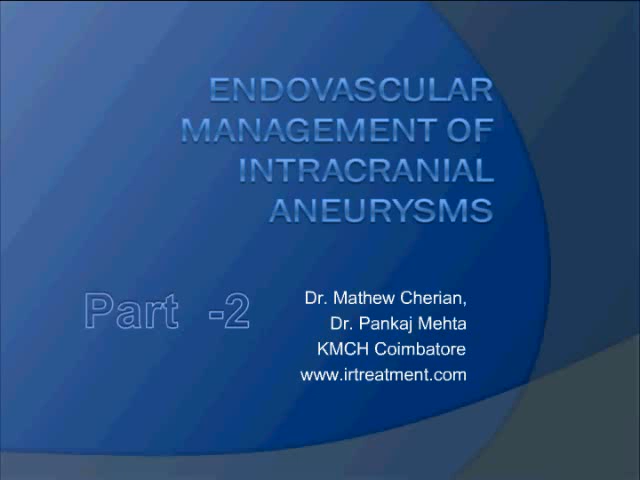 ENDOVASCULAR
MANAGEMENT OF
INTRACRANIAL
ANEURYSMS
Part -2
Dr. Mathew Cherian,
Dr. Pankaj Mehta
KMCH Coimbatore
www.irtreatment.com